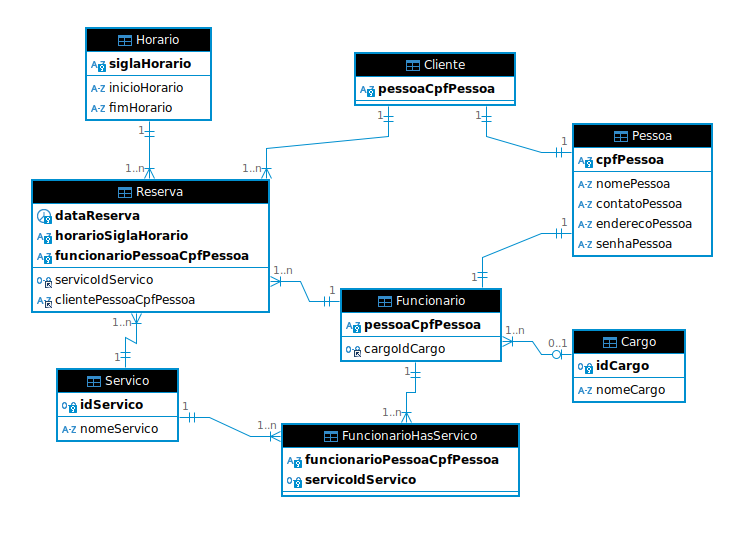 Horario
siglaHorario
inicioHorario
fimHorario
Cliente
pessoaCpfPessoa
Pessoa
cpfPessoa
nomePessoa
contatoPessoa
enderecoPessoa
senhaPessoa
1
1
1
1
1..n
1..n
Reserva
dataReserva
horarioSiglaHorario
funcionarioPessoaCpfPessoa
servicoIdServico
clientePessoaCpfPessoa
1
1..n
1
1
Funcionario
pessoaCpfPessoa
cargoIdCargo
1..n
1..n
0..1
Cargo
idCargo
nomeCargo
1
1
Servico
idServico
nomeServico
1
1..n
1..n
FuncionarioHasServico
funcionarioPessoaCpfPessoa
servicoIdServico